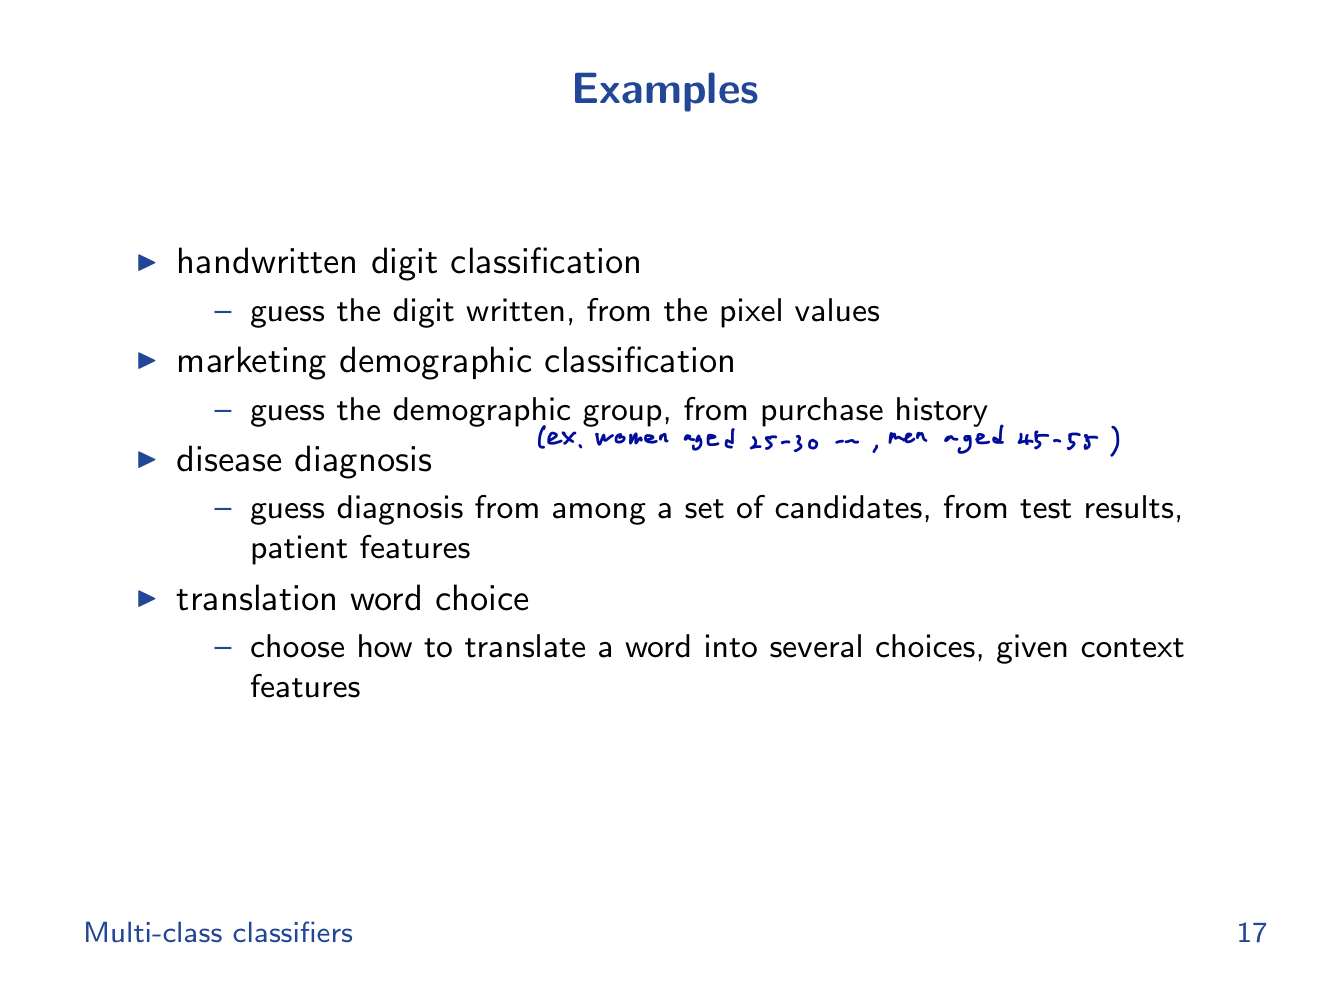 Examples
▶ handwritten digit classification
– guess the digit written, from the pixel values
▶ marketing demographic classification
– guess the demographic group, from purchase history
(ex. women aged 25-30 --- , men aged 45-55 )
▶ disease diagnosis
– guess diagnosis from among a set of candidates, from test results,
patient features
▶ translation word choice
– choose how to translate a word into several choices, given context
features
Multi-class classifiers 17